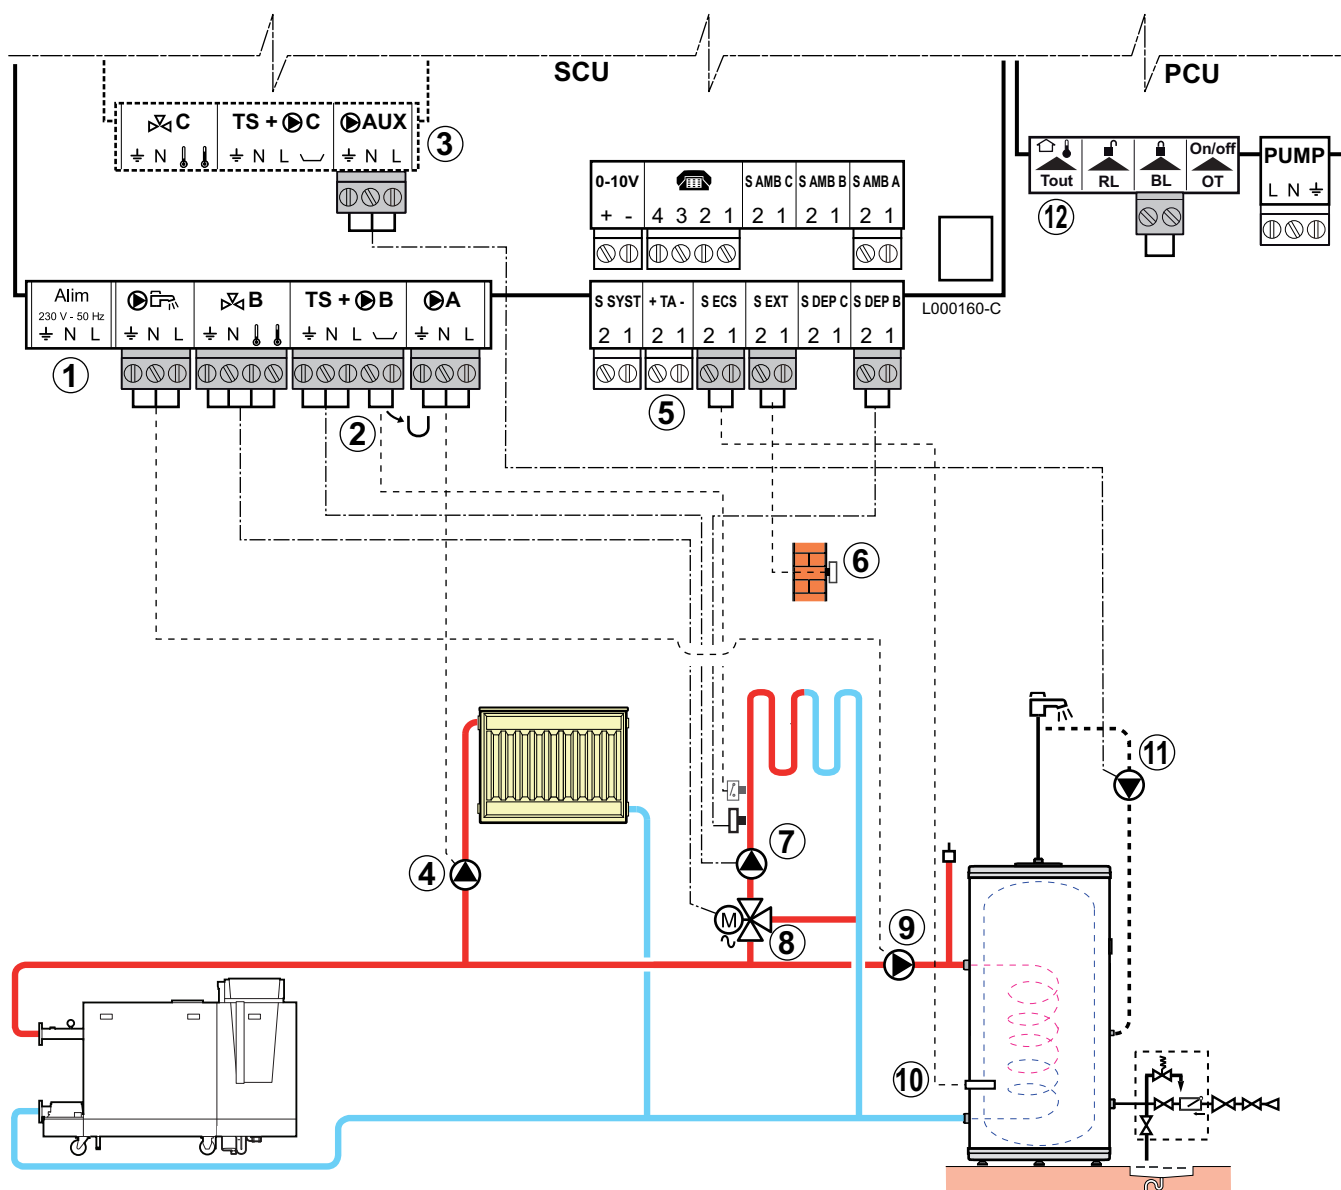 SCU
PCU
C
TS + C
AUX
3
N
N L
N L
0-10V
S AMB C
S AMB B
S AMB A
+ -
4 3 2 1
2 1
2 1
2 1
On/off
Tout
RL
BL
OT
12
PUMP
L N
L000160-C
Alim
230 V - 50 Hz
N L
1
N L
B
N
TS + B
N L
A
N L
2
S SYST
+ TA -
S ECS
S EXT
S DEP C
S DEP B
2 1
2 1
2 1
2 1
2 1
2 1
5
6
11
7
4
M
8
9
10